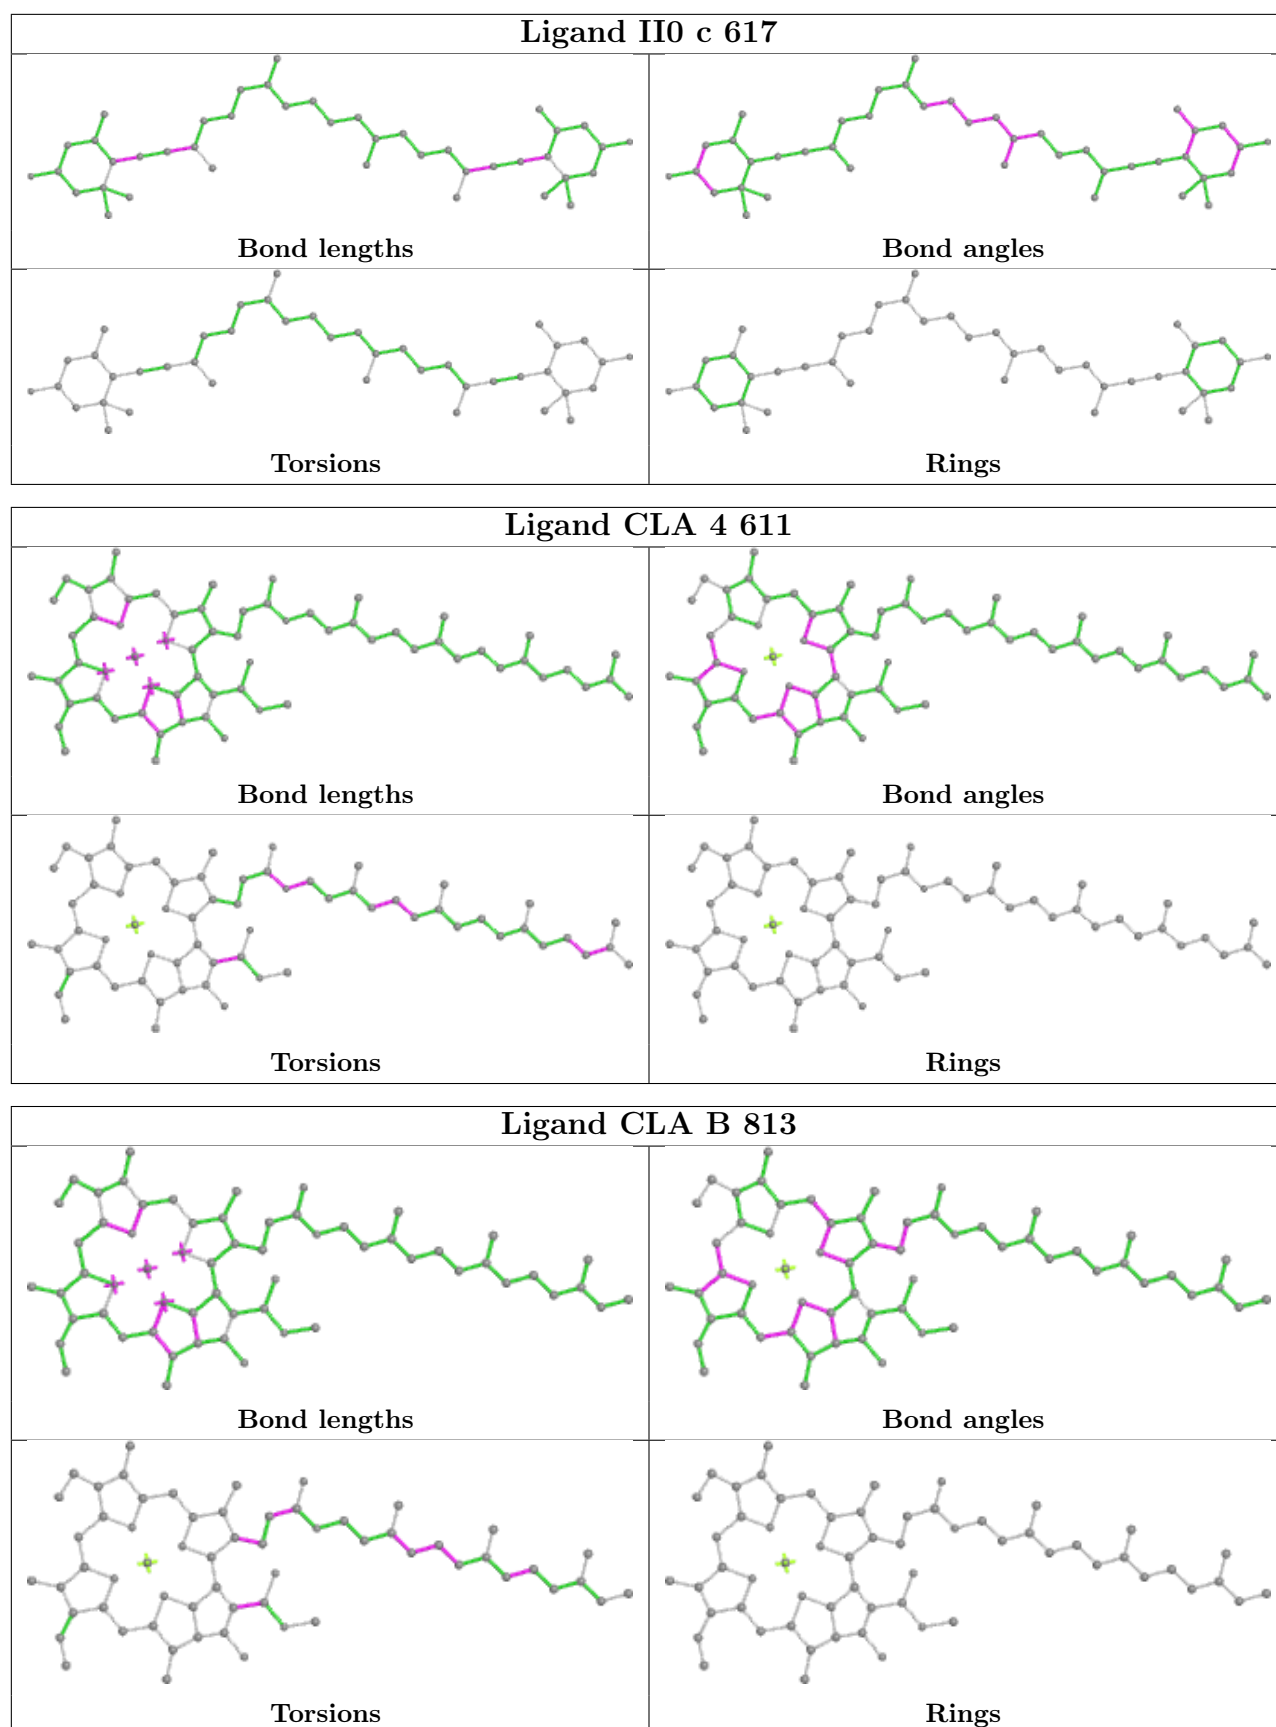 Ligand II0 c 617
Bond lengths
Bond angles
Torsions
Rings
Ligand CLA 4 611
Bond lengths
Bond angles
Torsions
Rings
Ligand CLA B 813
Bond lengths
Bond angles
Torsions
Rings